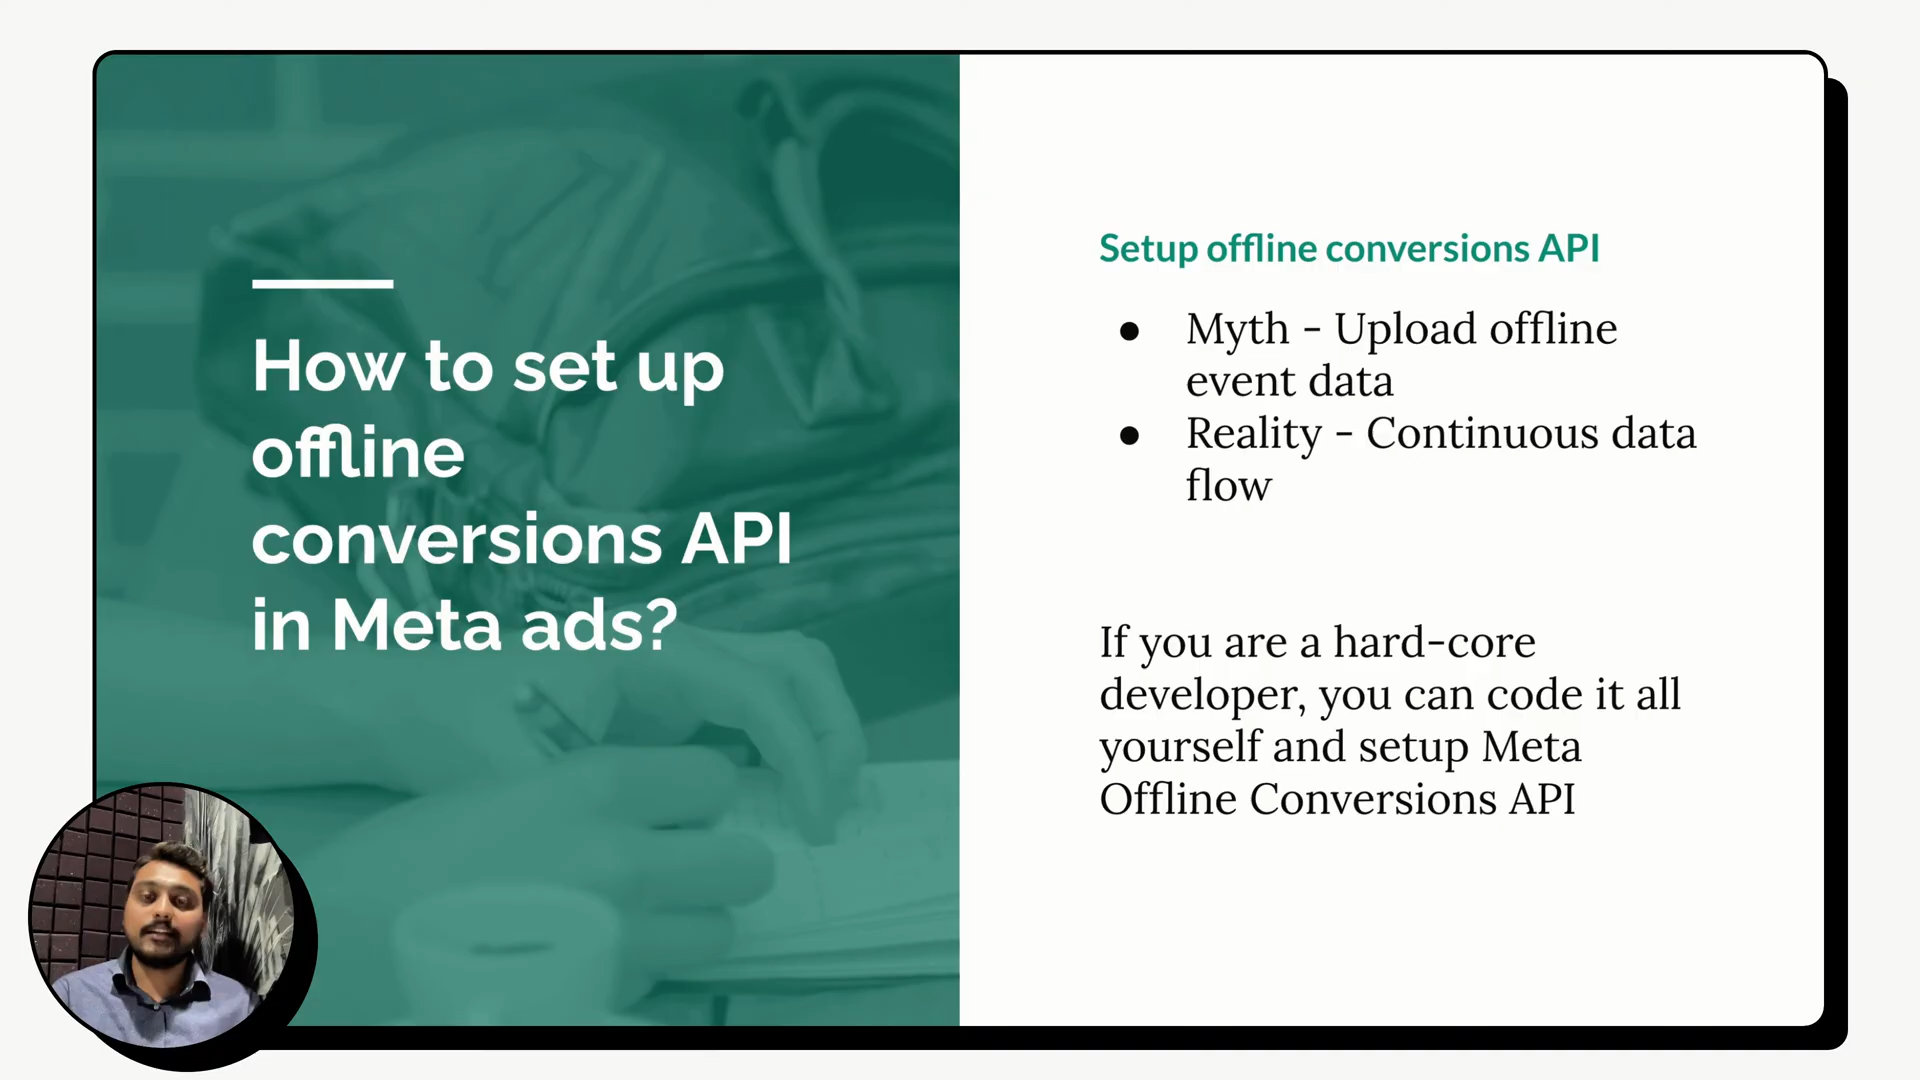 How to set up
offline
conversions API
in Meta ads?
Setup offline conversions API
● Myth - Upload offline
event data
● Reality - Continuous data
flow
If you are a hard-core
developer, you can code it all
yourself and setup Meta
Offline Conversions API